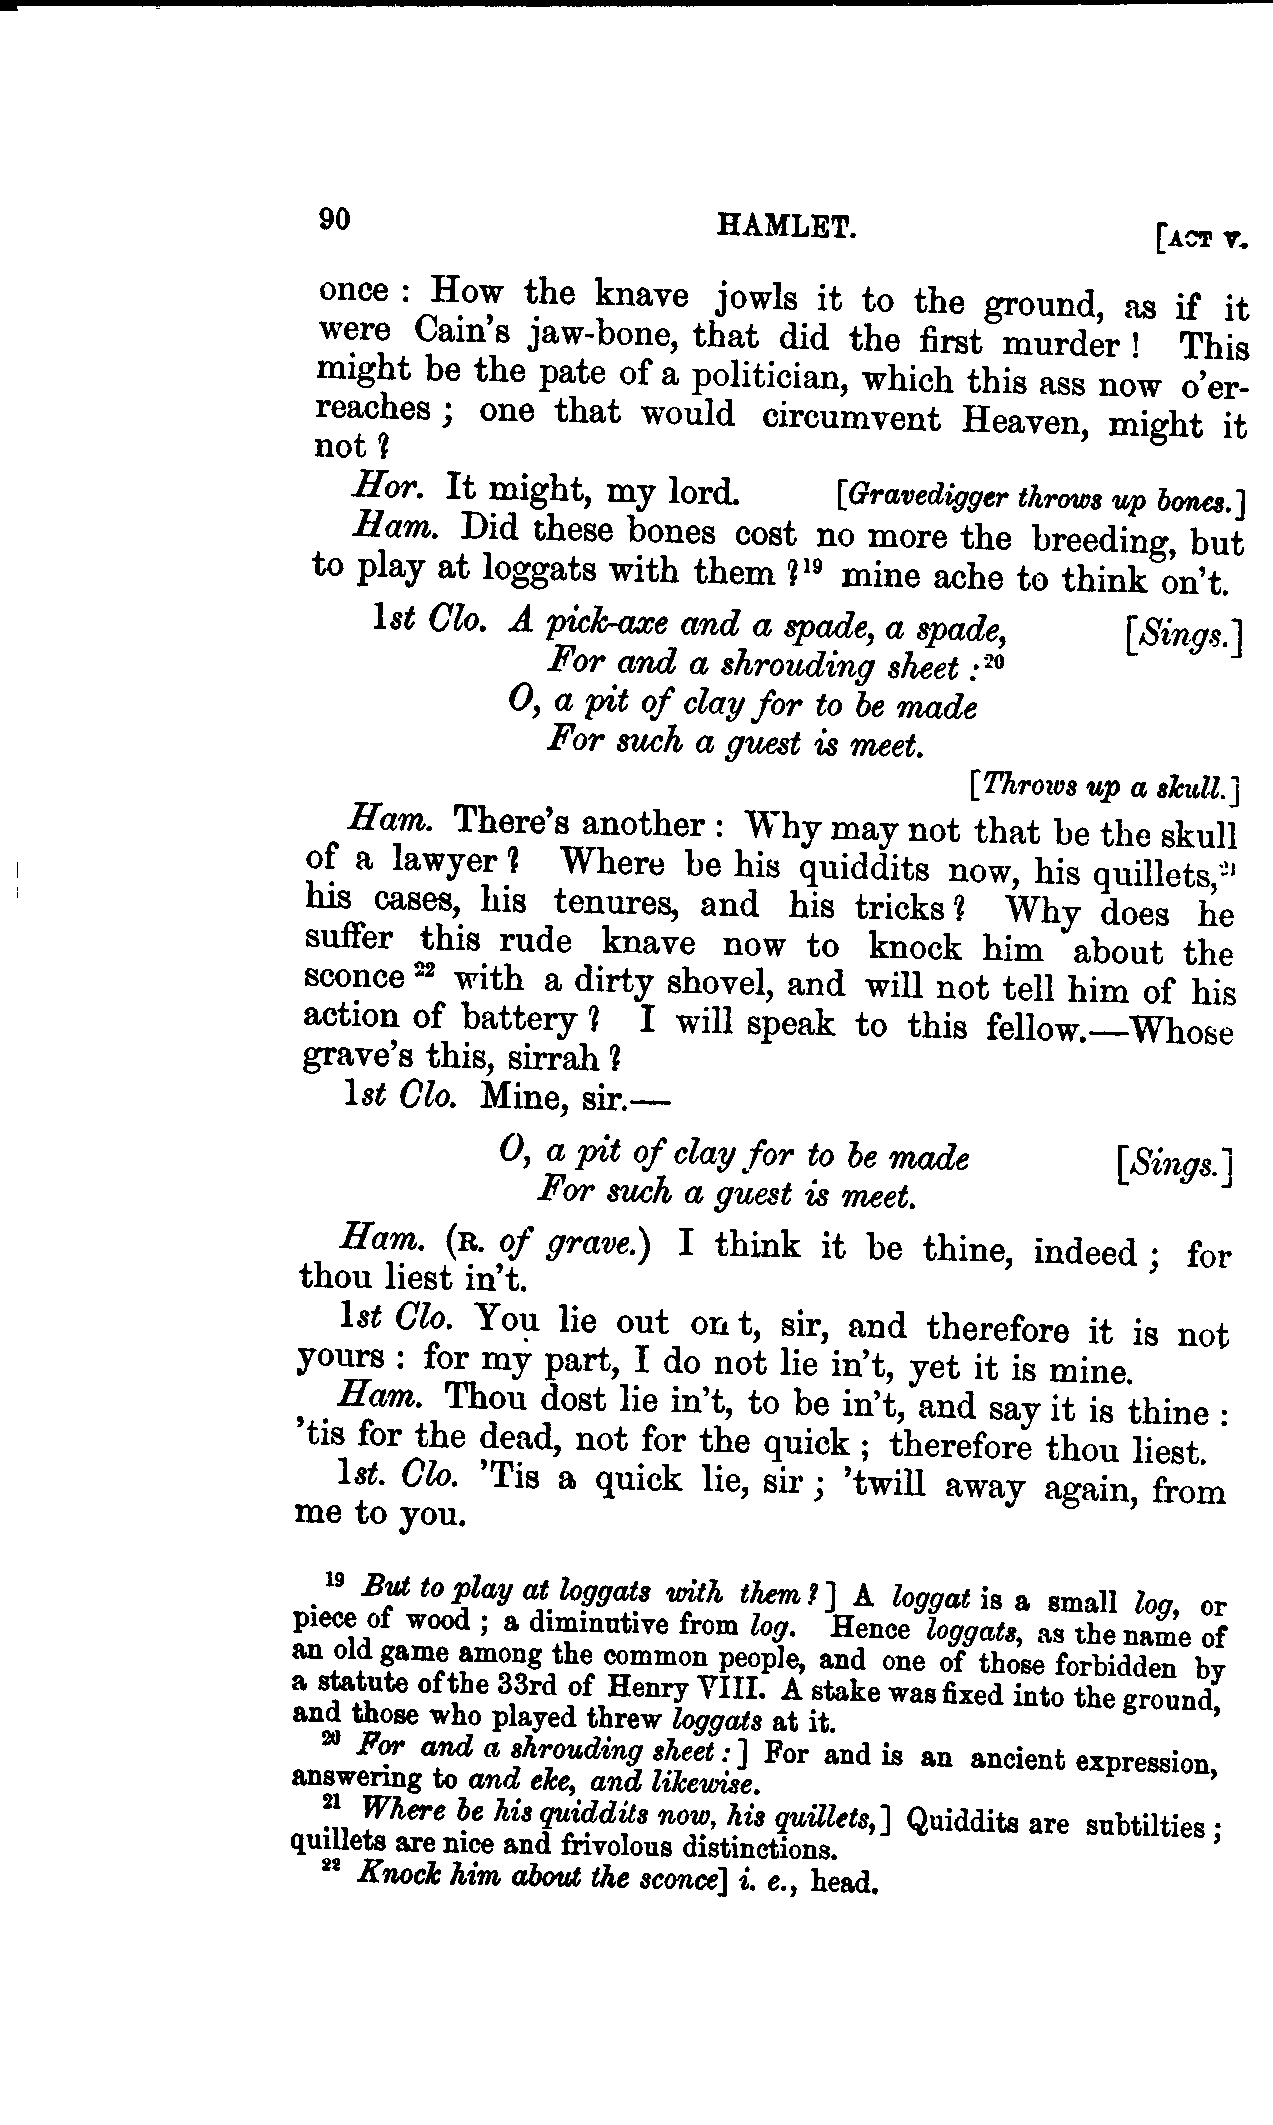 90 HAMLET. [ACT V.
once : How the knave jowls it to the ground, as if it
were Cain's jaw-bone, that did the first murder ! This
might be the pate of a politician, which this ass now o'er-
reaches ; one that would circumvent Heaven, might it
not ?
Hor. It might, my lord. [Gravedigger throws up bones.]
Ham. Did these bones cost no more the breeding, but
to play at loggats with them ?¹⁹ mine ache to think on't.
1st Clo. A pick-axe and a spade, a spade, [Sings.]
For and a shrouding sheet :²⁰
O, a pit of clay for to be made
For such a guest is meet.
[Throws up a skull.]
Ham. There's another : Why may not that be the skull
of a lawyer ? Where be his quiddits now, his quillets,²¹
his cases, his tenures, and his tricks ? Why does he
suffer this rude knave now to knock him about the
sconce ²² with a dirty shovel, and will not tell him of his
action of battery ? I will speak to this fellow.—Whose
grave's this, sirrah ?
1st Clo. Mine, sir.—
O, a pit of clay for to be made [Sings.]
For such a guest is meet.
Ham. (R. of grave.) I think it be thine, indeed ; for
thou liest in't.
1st Clo. You lie out on t, sir, and therefore it is not
yours : for my part, I do not lie in't, yet it is mine.
Ham. Thou dost lie in't, to be in't, and say it is thine :
'tis for the dead, not for the quick ; therefore thou liest.
1st. Clo. 'Tis a quick lie, sir ; 'twill away again, from
me to you.
¹⁹ But to play at loggats with them ?] A loggat is a small log, or
piece of wood ; a diminutive from log. Hence loggats, as the name of
an old game among the common people, and one of those forbidden by
a statute of the 33rd of Henry VIII. A stake was fixed into the ground,
and those who played threw loggats at it.
²⁰ For and a shrouding sheet :] For and is an ancient expression,
answering to and eke, and likewise.
²¹ Where be his quiddits now, his quillets,] Quiddits are subtilties ;
quillets are nice and frivolous distinctions.
²² Knock him about the sconce] i. e., head.